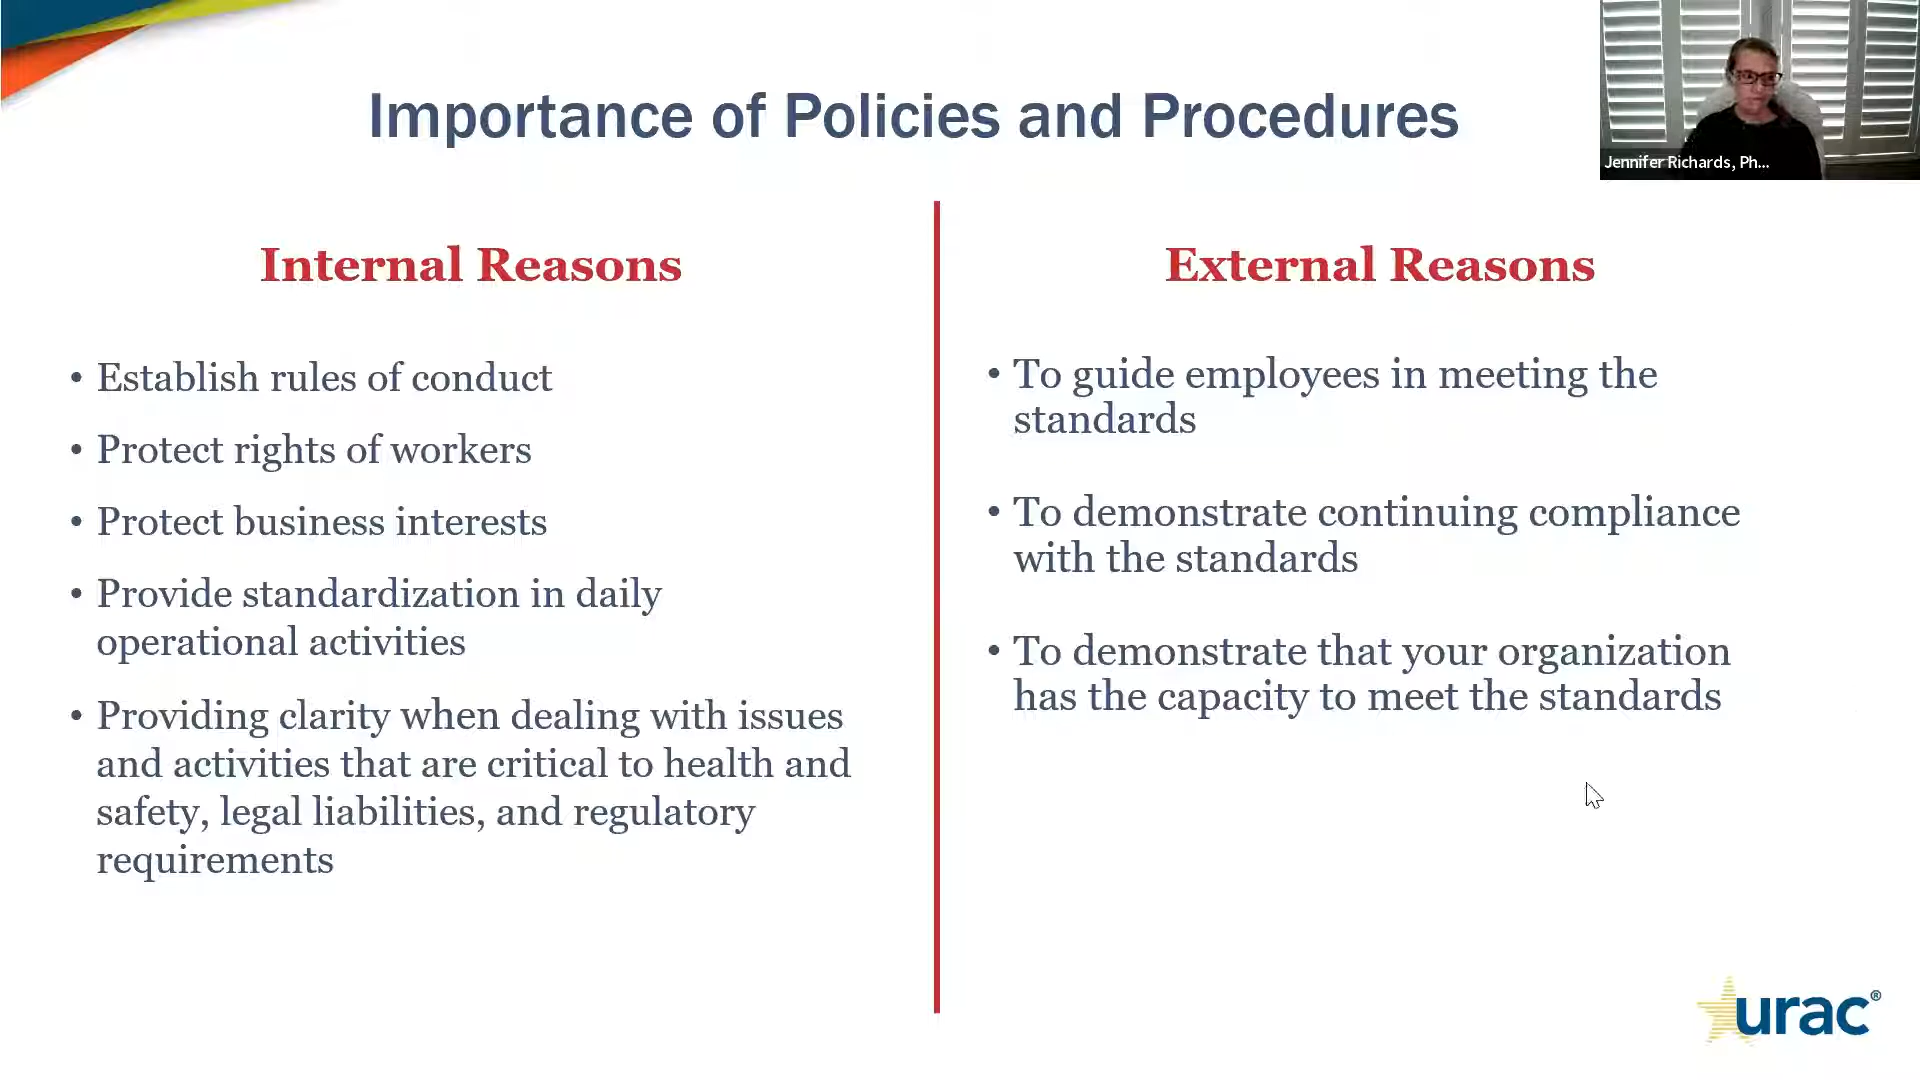 Importance of Policies and Procedures
Jennifer Richards, Ph...
Internal Reasons
• Establish rules of conduct
• Protect rights of workers
• Protect business interests
• Provide standardization in daily
operational activities
• Providing clarity when dealing with issues
and activities that are critical to health and
safety, legal liabilities, and regulatory
requirements
External Reasons
• To guide employees in meeting the
standards
• To demonstrate continuing compliance
with the standards
• To demonstrate that your organization
has the capacity to meet the standards
urac®